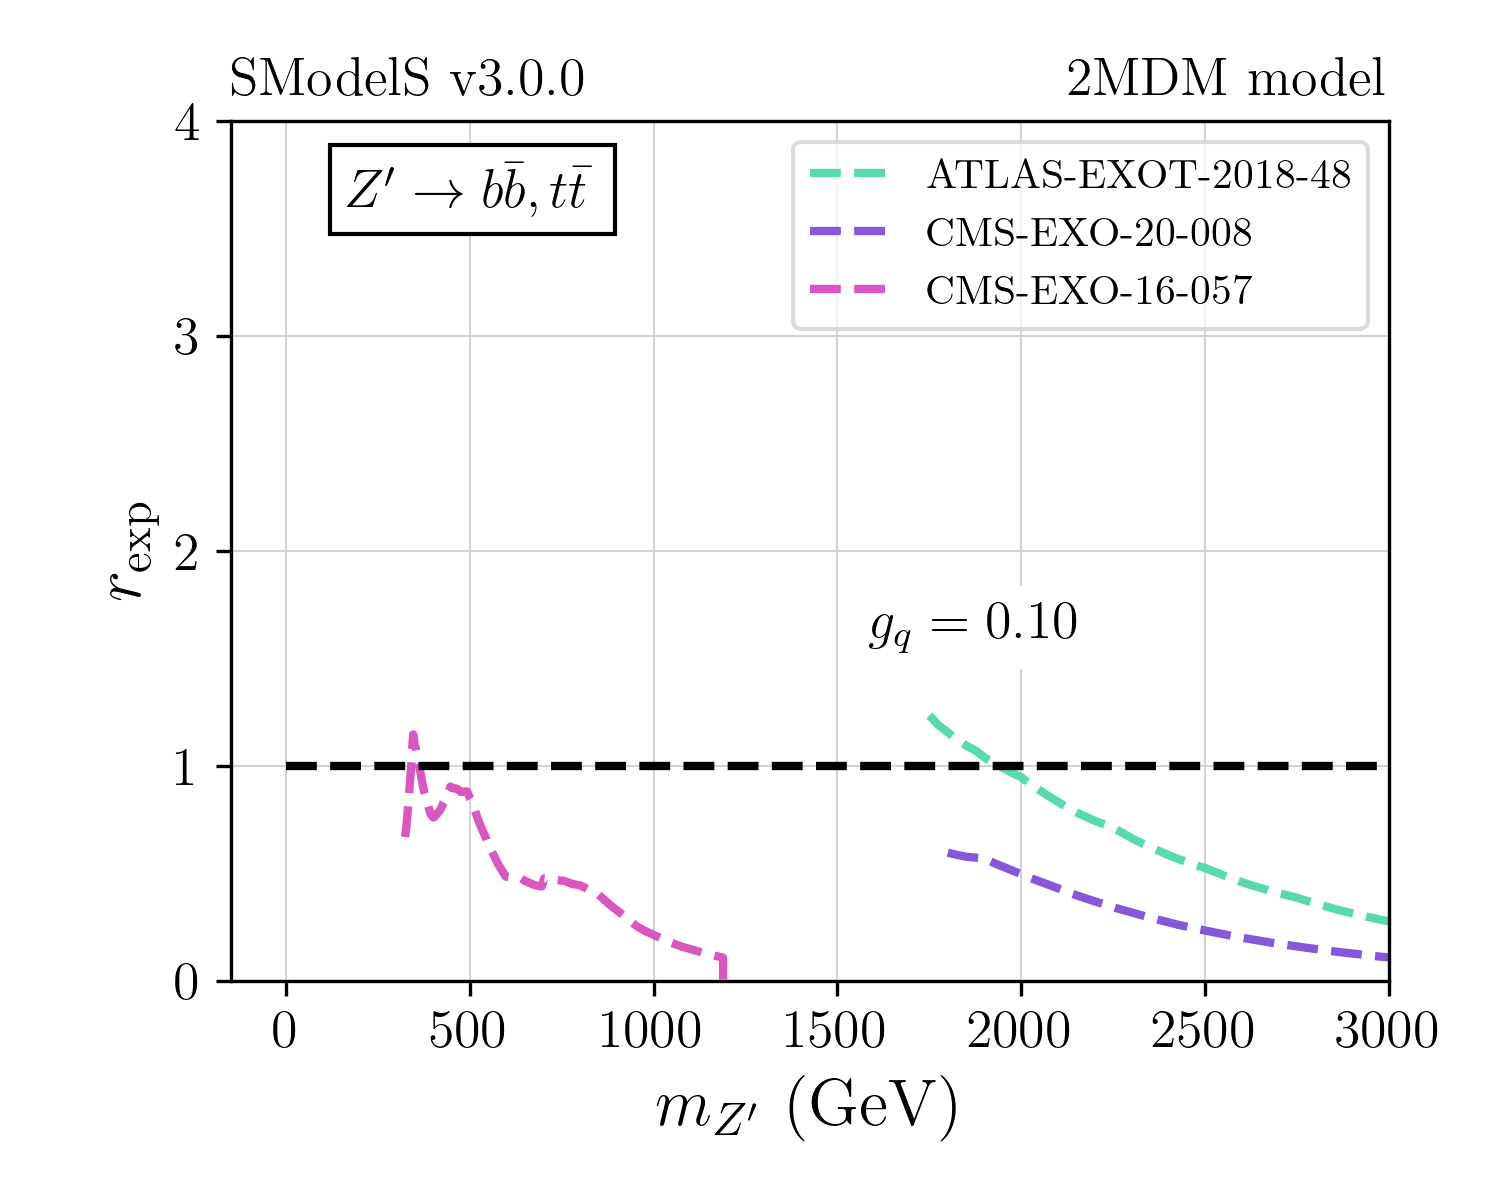 SModelS v3.0.0
2MDM model
4
Z′ → bb̄, tt̄
ATLAS-EXOT-2018-48
CMS-EXO-20-008
CMS-EXO-16-057
3
2
r_exp
g_q = 0.10
1
0
0 500 1000 1500 2000 2500 3000
m_Z′ (GeV)